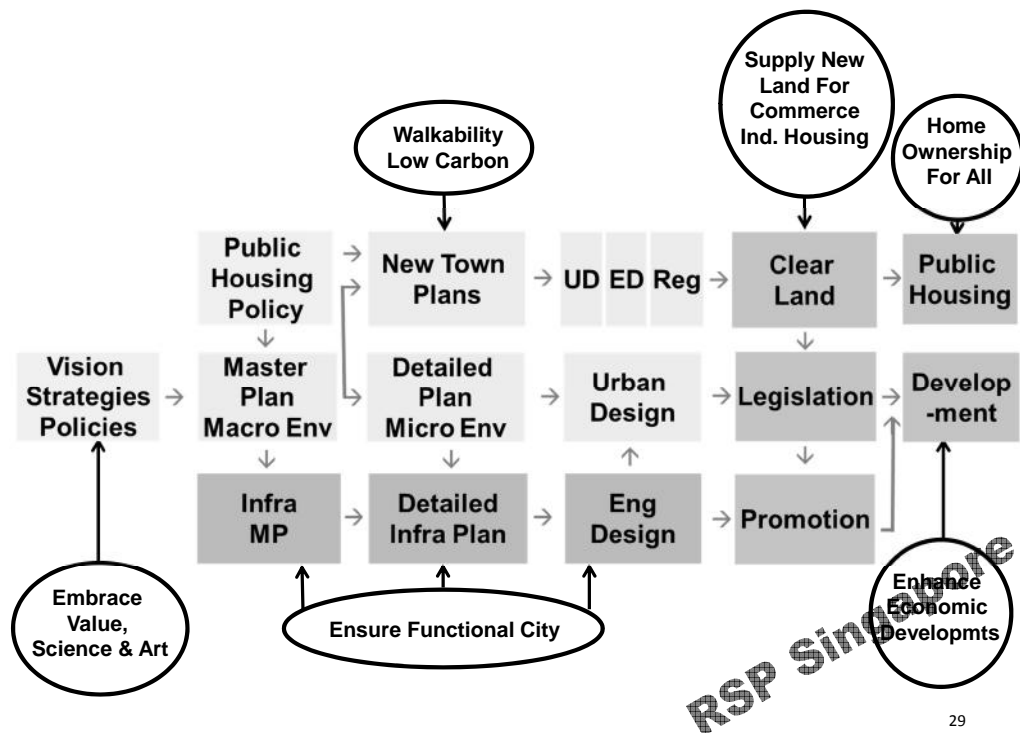 Supply New
Land For
Commerce
Ind. Housing
Home
Ownership
For All
Walkability
Low Carbon
Public
Housing
Policy
New Town
Plans
UD ED Reg
Clear
Land
Public
Housing
Vision
Strategies
Policies
Master
Plan
Macro Env
Detailed
Plan
Micro Env
Urban
Design
Legislation
Develop
-ment
Infra
MP
Detailed
Infra Plan
Eng
Design
Promotion
Embrace
Value,
Science & Art
Ensure Functional City
Enhance
Economic
Developmts
RSP Singapore
29